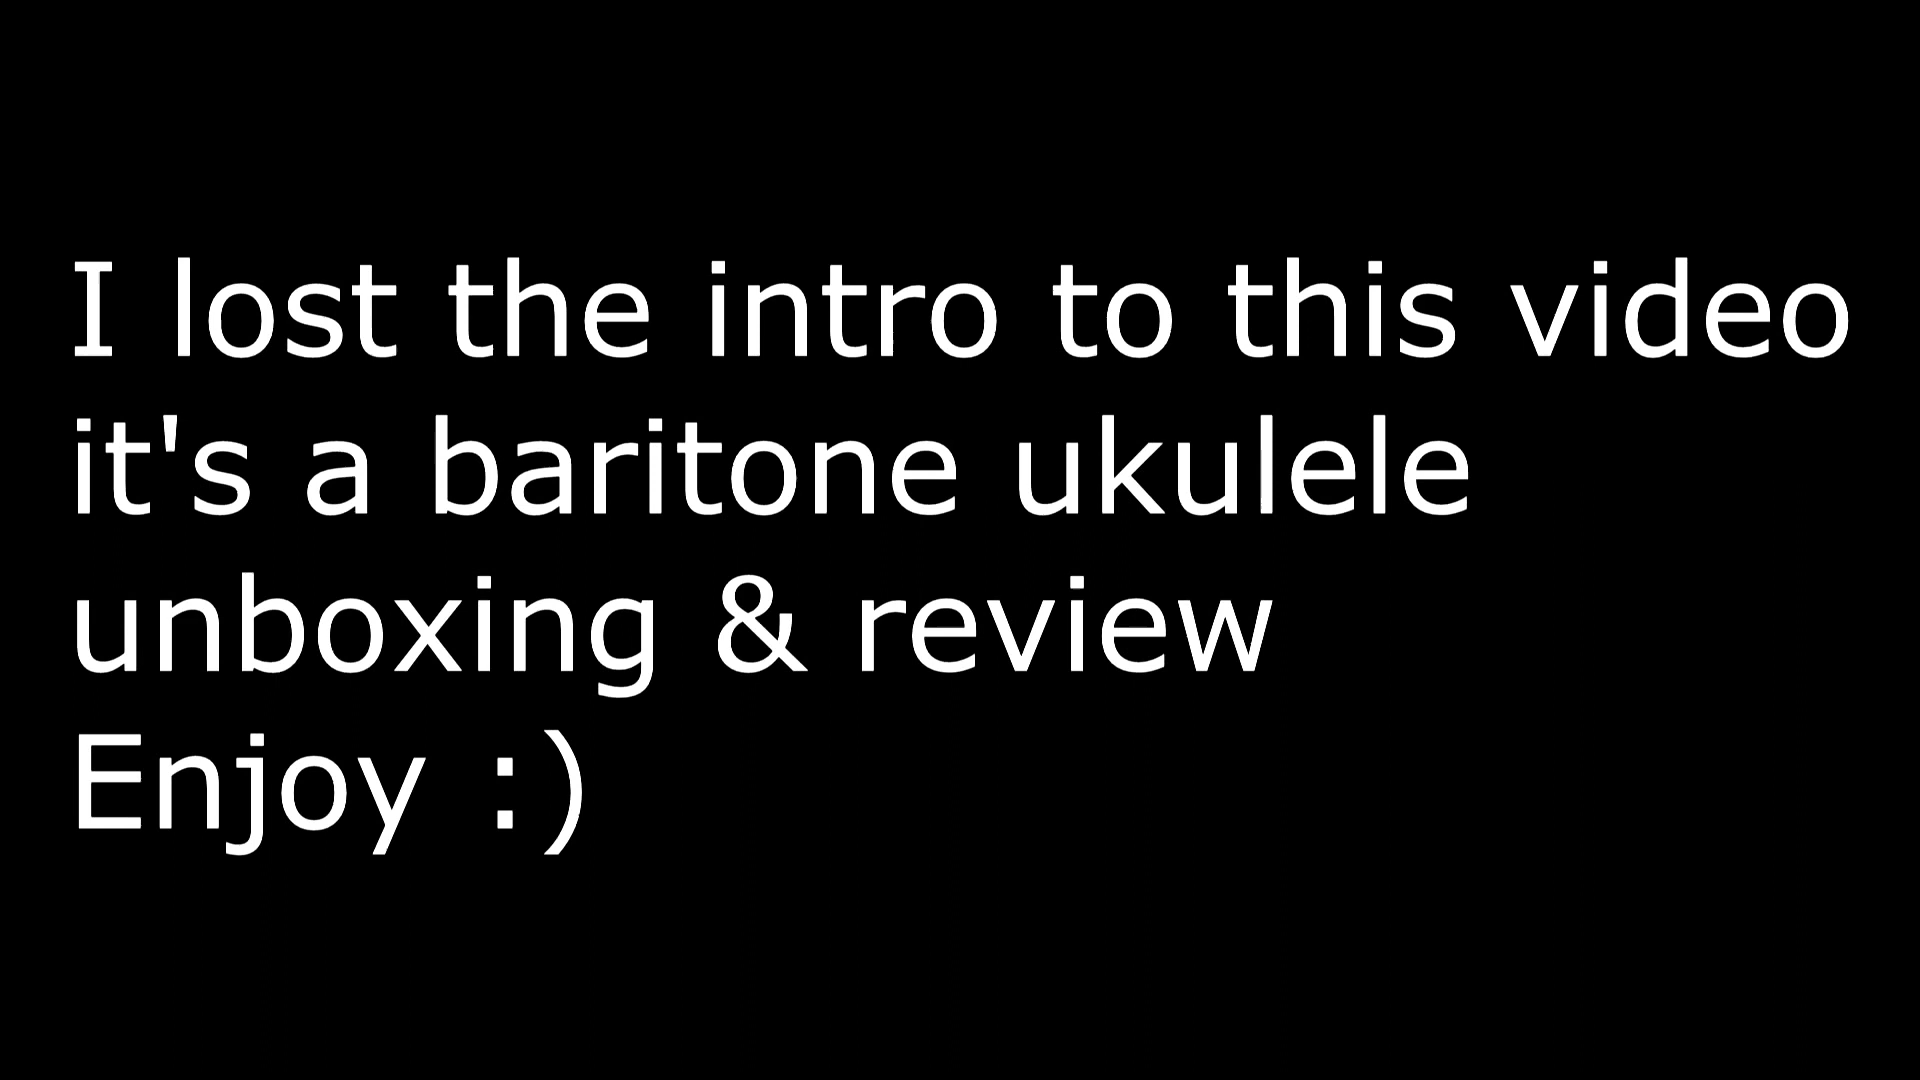 I lost the intro to this video
it's a baritone ukulele
unboxing & review
Enjoy :)